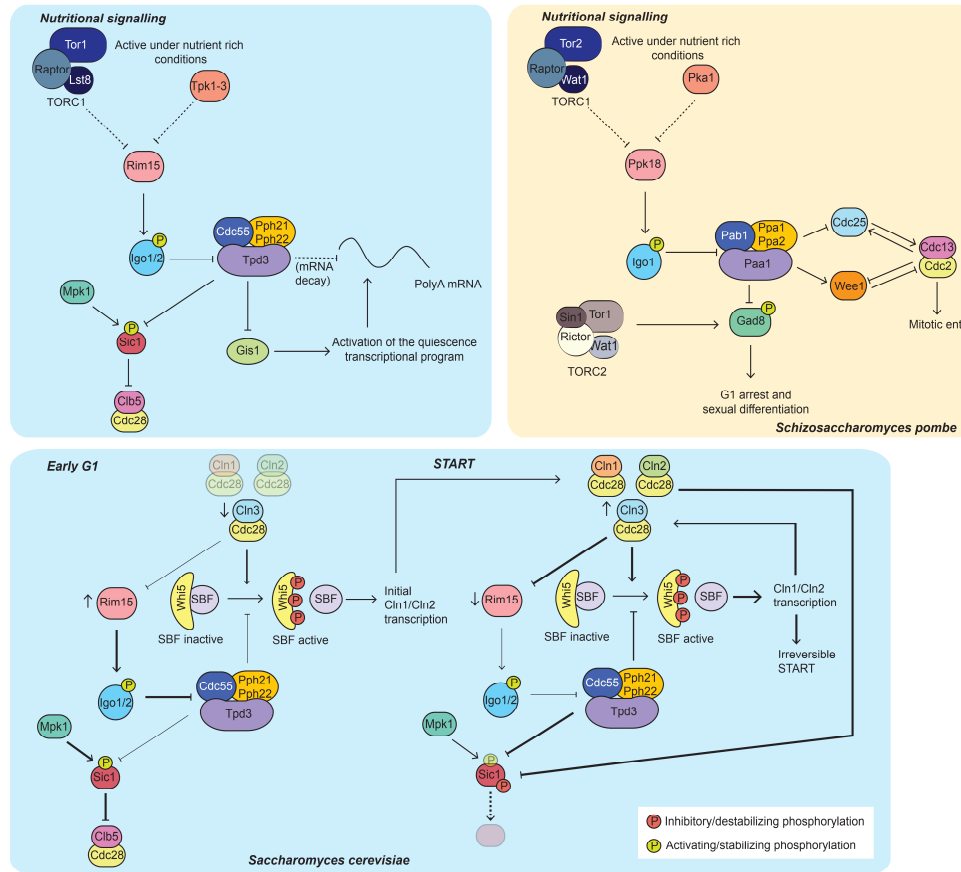 Nutritional signalling
Tor1
Raptor
Lst8
TORC1
Active under nutrient rich
conditions
Tpk1-3
Rim15
P
Igo1/2
Cdc55
Pph21
Pph22
Tpd3
(mRNA
decay)
PolyA mRNA
Mpk1
P
Sic1
Gis1
Activation of the quescence
transcriptional program
Clb5
Cdc28
Nutritional signalling
Tor2
Raptor
Wat1
TORC1
Active under nutrient rich
conditions
Pka1
Ppk18
P
Igo1
Pab1
Ppa1
Ppa2
Paa1
Cdc25
Cdc13
Cdc2
Wee1
Mitotic ent
Sin1
Tor1
Rictor
Wat1
TORC2
P
Gad8
G1 arrest and
sexual differentiation
Schizosaccharomyces pombe
Early G1
Cln1
Cdc28
Cln2
Cdc28
Cln3
Cdc28
Rim15
Whi5
SBF
SBF inactive
Whi5
P
P
P
SBF
SBF active
Initial
Cln1/Cln2
transcription
P
Igo1/2
Cdc55
Pph21
Pph22
Tpd3
Mpk1
P
Sic1
Clb5
Cdc28
START
Cln1
Cdc28
Cln2
Cdc28
Cln3
Cdc28
Rim15
Whi5
SBF
SBF inactive
Whi5
P
P
P
SBF
SBF active
Cln1/Cln2
transcription
Irreversible
START
P
Igo1/2
Cdc55
Pph21
Pph22
Tpd3
Mpk1
P
Sic1
P
P Inhibitory/destabilizing phosphorylation
P Activating/stabilizing phosphorylation
Saccharomyces cerevisiae